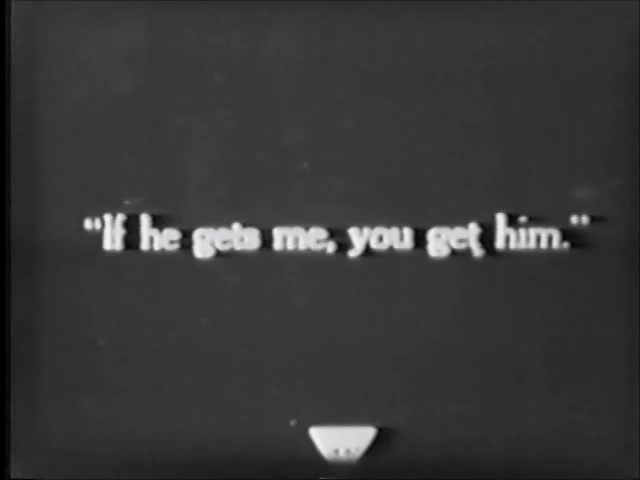 “If he gets me, you get him.”